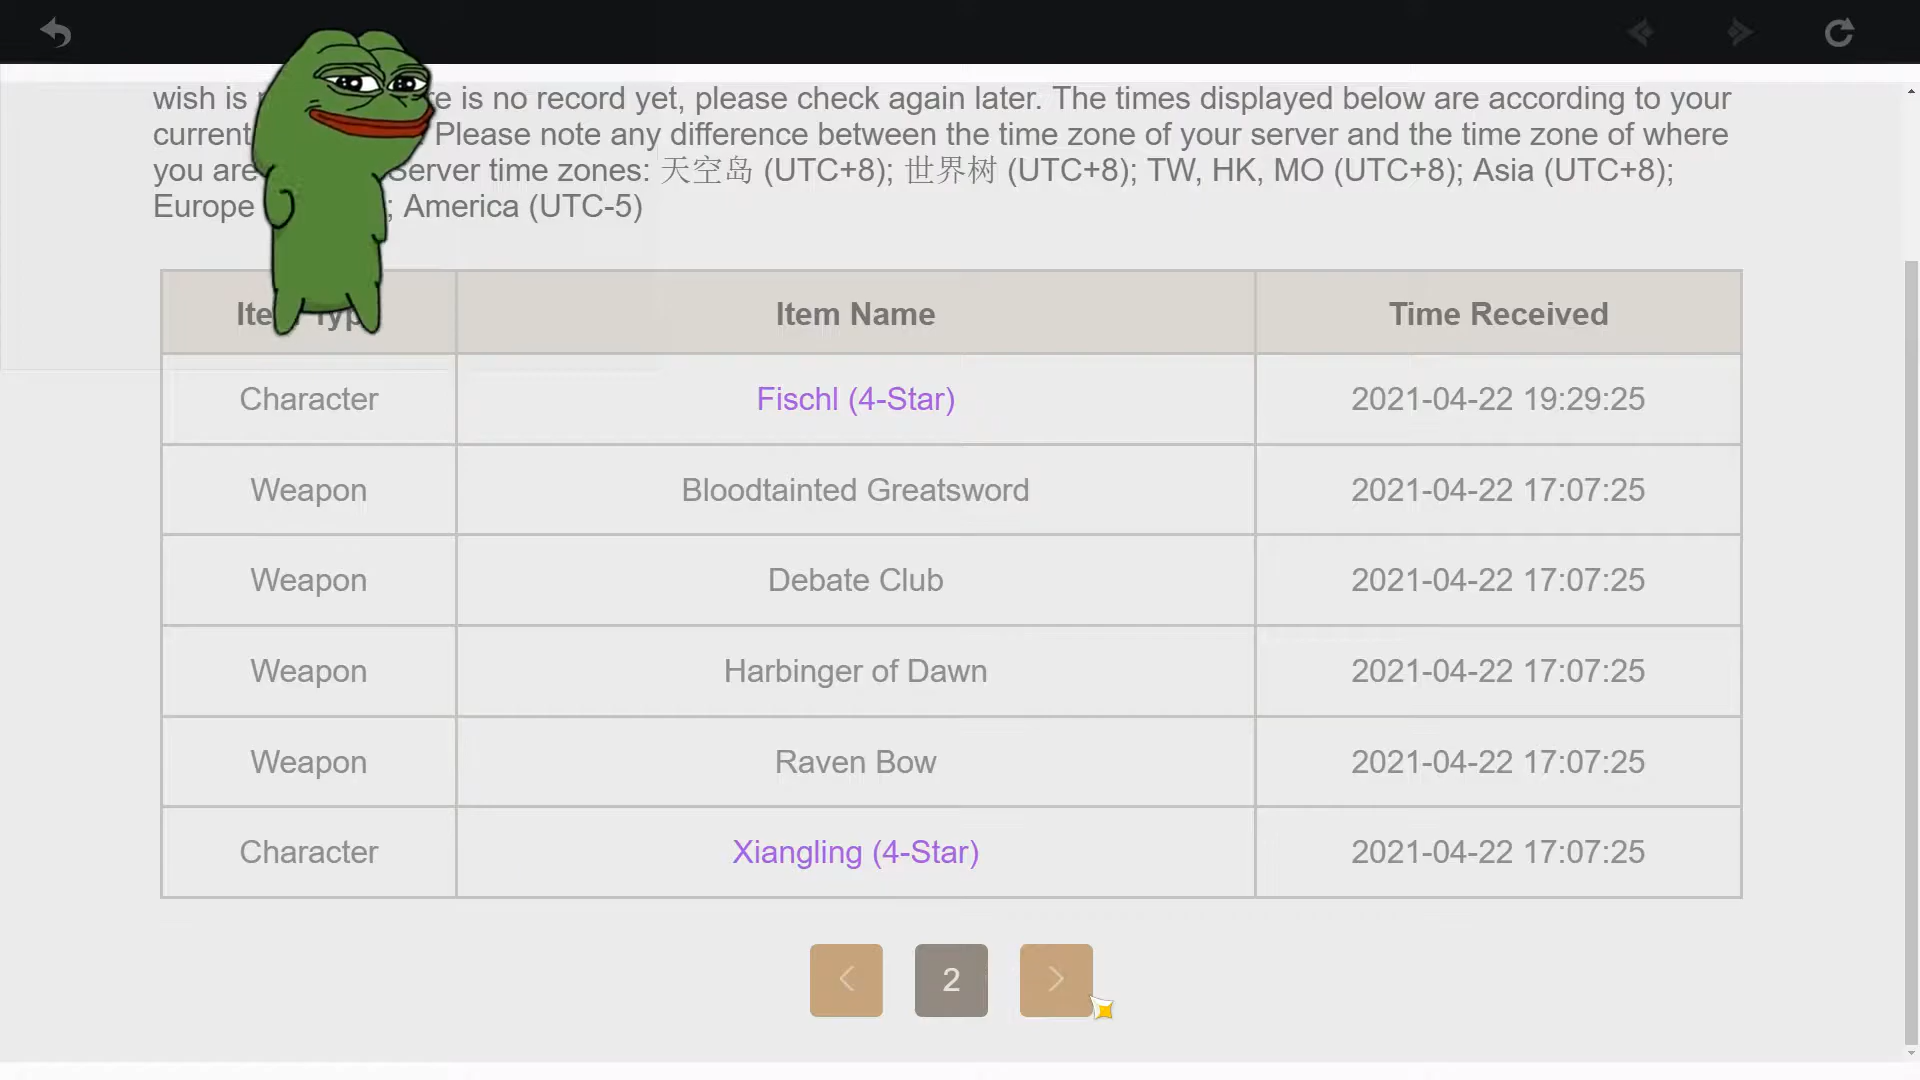 wish is e is no record yet, please check again later. The times displayed below are according to your
current Please note any difference between the time zone of your server and the time zone of where
you are Server time zones: 天空岛 (UTC+8); 世界树 (UTC+8); TW, HK, MO (UTC+8); Asia (UTC+8);
Europe ; America (UTC-5)
Item Name Time Received
Character Fischl (4-Star) 2021-04-22 19:29:25
Weapon Bloodtainted Greatsword 2021-04-22 17:07:25
Weapon Debate Club 2021-04-22 17:07:25
Weapon Harbinger of Dawn 2021-04-22 17:07:25
Weapon Raven Bow 2021-04-22 17:07:25
Character Xiangling (4-Star) 2021-04-22 17:07:25
< 2 >